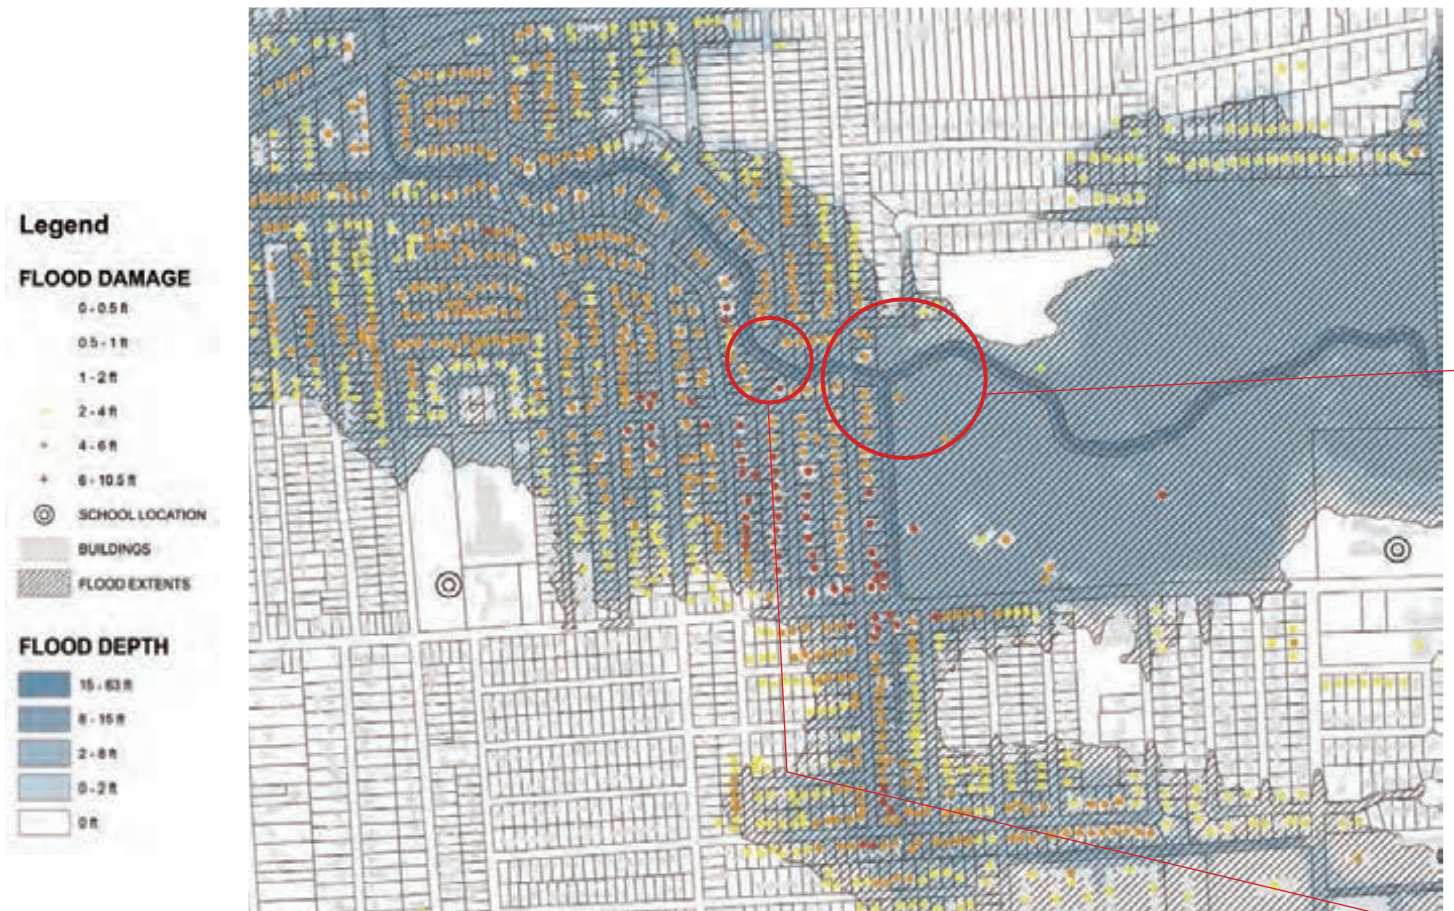 Legend
FLOOD DAMAGE
0 - 0.5 ft
0.5 - 1 ft
1 - 2 ft
2 - 4 ft
4 - 6 ft
6 - 10.5 ft
SCHOOL LOCATION
BUILDINGS
FLOOD EXTENTS
FLOOD DEPTH
15 - 63 ft
8 - 15 ft
2 - 8 ft
0 - 2 ft
0 ft